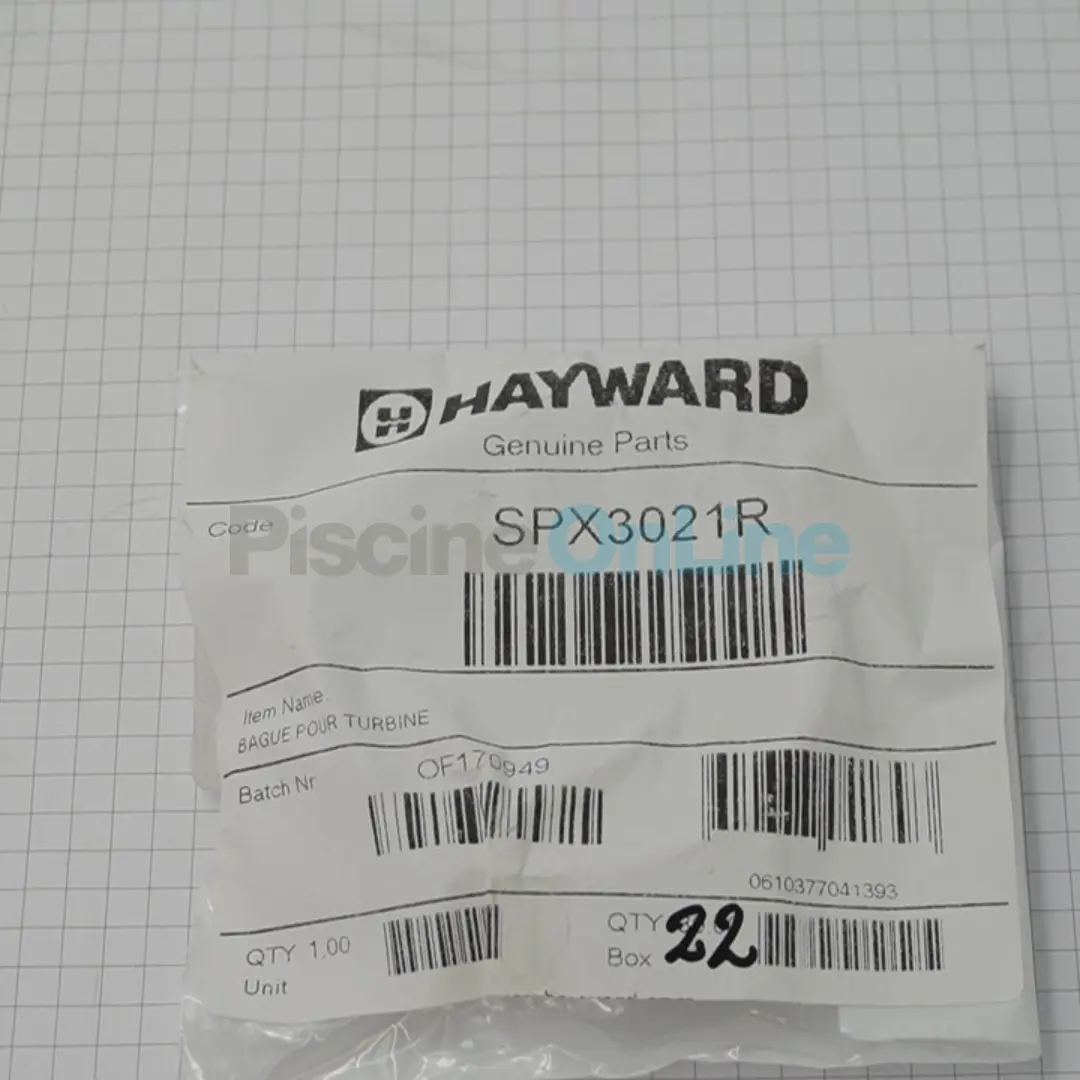 HAYWARD
Genuine Parts
Code SPX3021R
PiscineOnLine
Item Name.
BAGUE POUR TURBINE
Batch Nr OF170949
0610377041393
QTY 1,00
Unit
QTY 22
Box